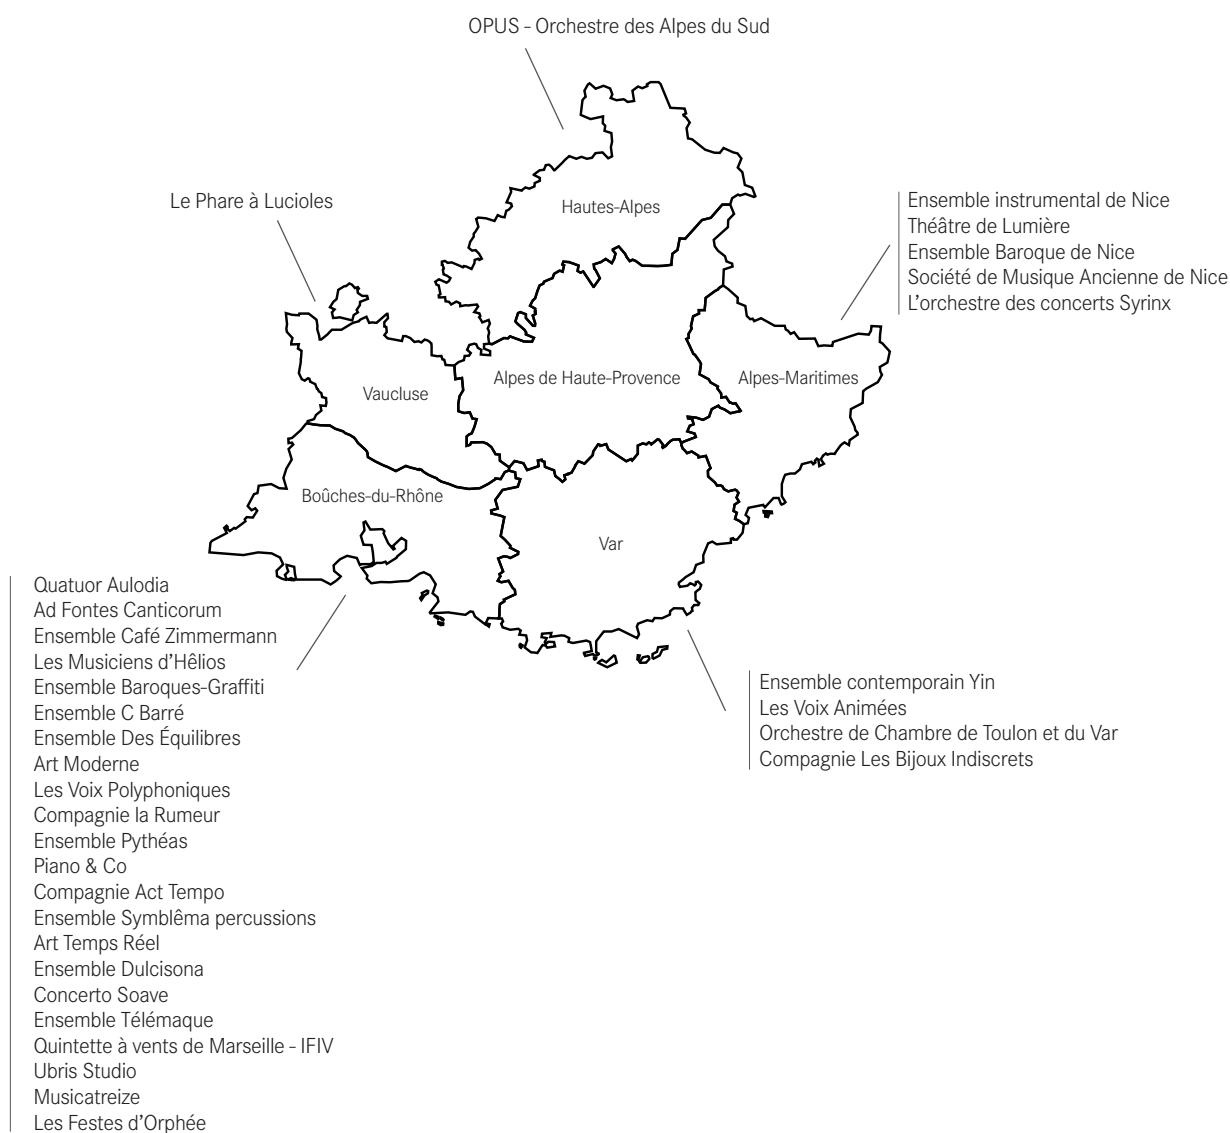 OPUS - Orchestre des Alpes du Sud
Le Phare à Lucioles
Ensemble instrumental de Nice
Théâtre de Lumière
Ensemble Baroque de Nice
Société de Musique Ancienne de Nice
L'orchestre des concerts Syrinx
Hautes-Alpes
Alpes de Haute-Provence
Alpes-Maritimes
Vaucluse
Boûches-du-Rhône
Var
Quatuor Aulodia
Ad Fontes Canticorum
Ensemble Café Zimmermann
Les Musiciens d'Hêlios
Ensemble Baroques-Graffiti
Ensemble C Barré
Ensemble Des Équilibres
Art Moderne
Les Voix Polyphoniques
Compagnie la Rumeur
Ensemble Pythéas
Piano & Co
Compagnie Act Tempo
Ensemble Symblêma percussions
Art Temps Réel
Ensemble Dulcisona
Concerto Soave
Ensemble Télémaque
Quintette à vents de Marseille - IFIV
Ubris Studio
Musicatreize
Les Festes d'Orphée
Ensemble contemporain Yin
Les Voix Animées
Orchestre de Chambre de Toulon et du Var
Compagnie Les Bijoux Indiscrets